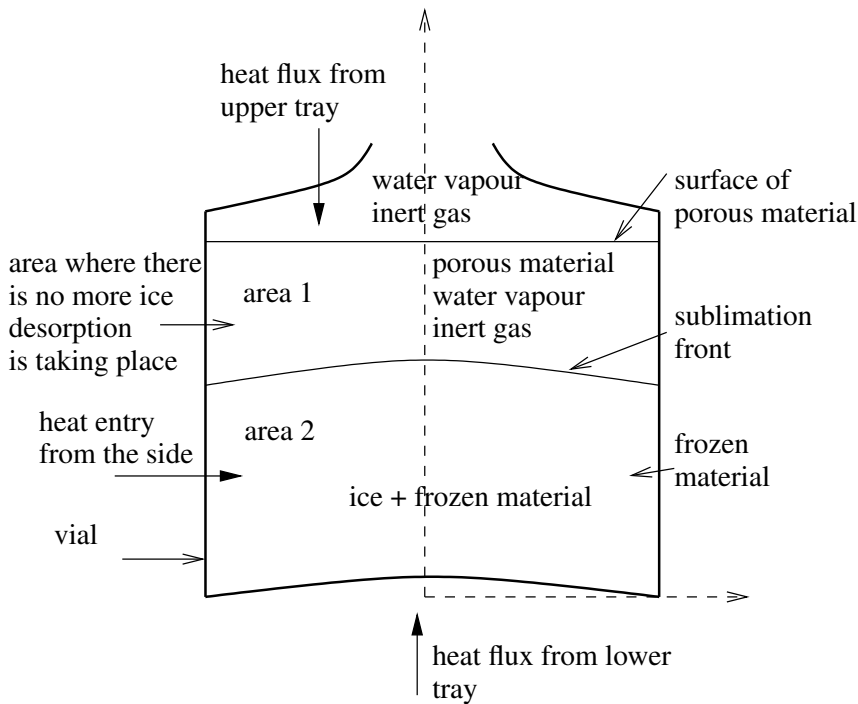 heat flux from
upper tray
water vapour
inert gas
surface of
porous material
area where there
is no more ice
desorption
is taking place
area 1
porous material
water vapour
inert gas
sublimation
front
heat entry
from the side
area 2
frozen
material
ice + frozen material
vial
heat flux from lower
tray